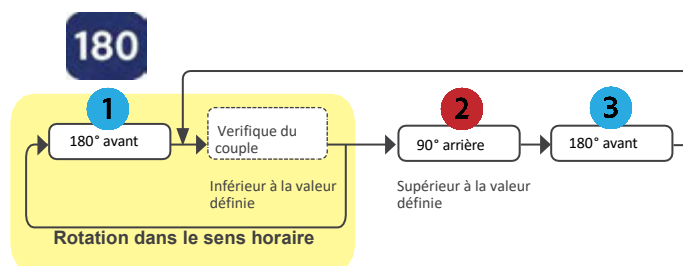 180
1
180° avant
Verifique du
couple
2
90° arrière
3
180° avant
Inférieur à la valeur
définie
Supérieur à la valeur
définie
Rotation dans le sens horaire